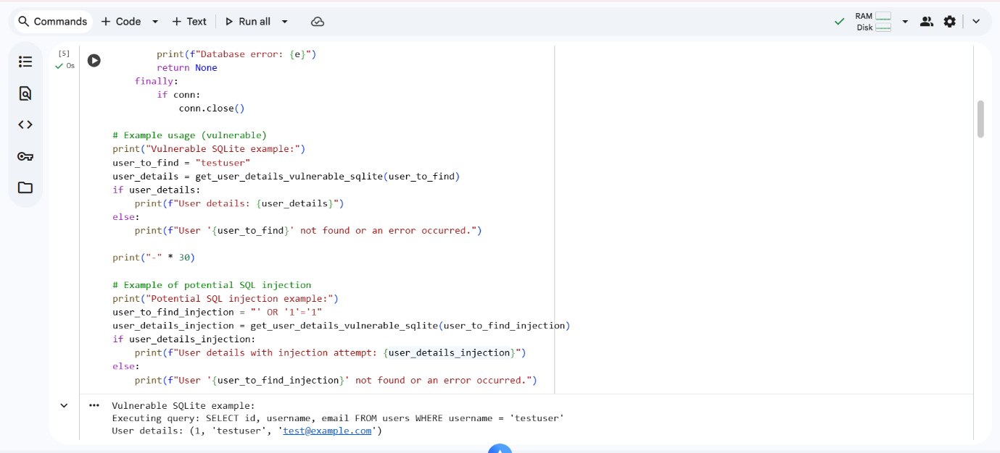 Commands + Code + Text Run all RAM
Disk
[5]
0s
print(f"Database error: {e}")
return None
finally:
if conn:
conn.close()
# Example usage (vulnerable)
print("Vulnerable SQLite example:")
user_to_find = "testuser"
user_details = get_user_details_vulnerable_sqlite(user_to_find)
if user_details:
print(f"User details: {user_details}")
else:
print(f"User '{user_to_find}' not found or an error occurred.")
print("-" * 30)
# Example of potential SQL injection
print("Potential SQL injection example:")
user_to_find_injection = "' OR '1'='1"
user_details_injection = get_user_details_vulnerable_sqlite(user_to_find_injection)
if user_details_injection:
print(f"User details with injection attempt: {user_details_injection}")
else:
print(f"User '{user_to_find_injection}' not found or an error occurred.")
Vulnerable SQLite example:
Executing query: SELECT id, username, email FROM users WHERE username = 'testuser'
User details: (1, 'testuser', 'test@example.com')